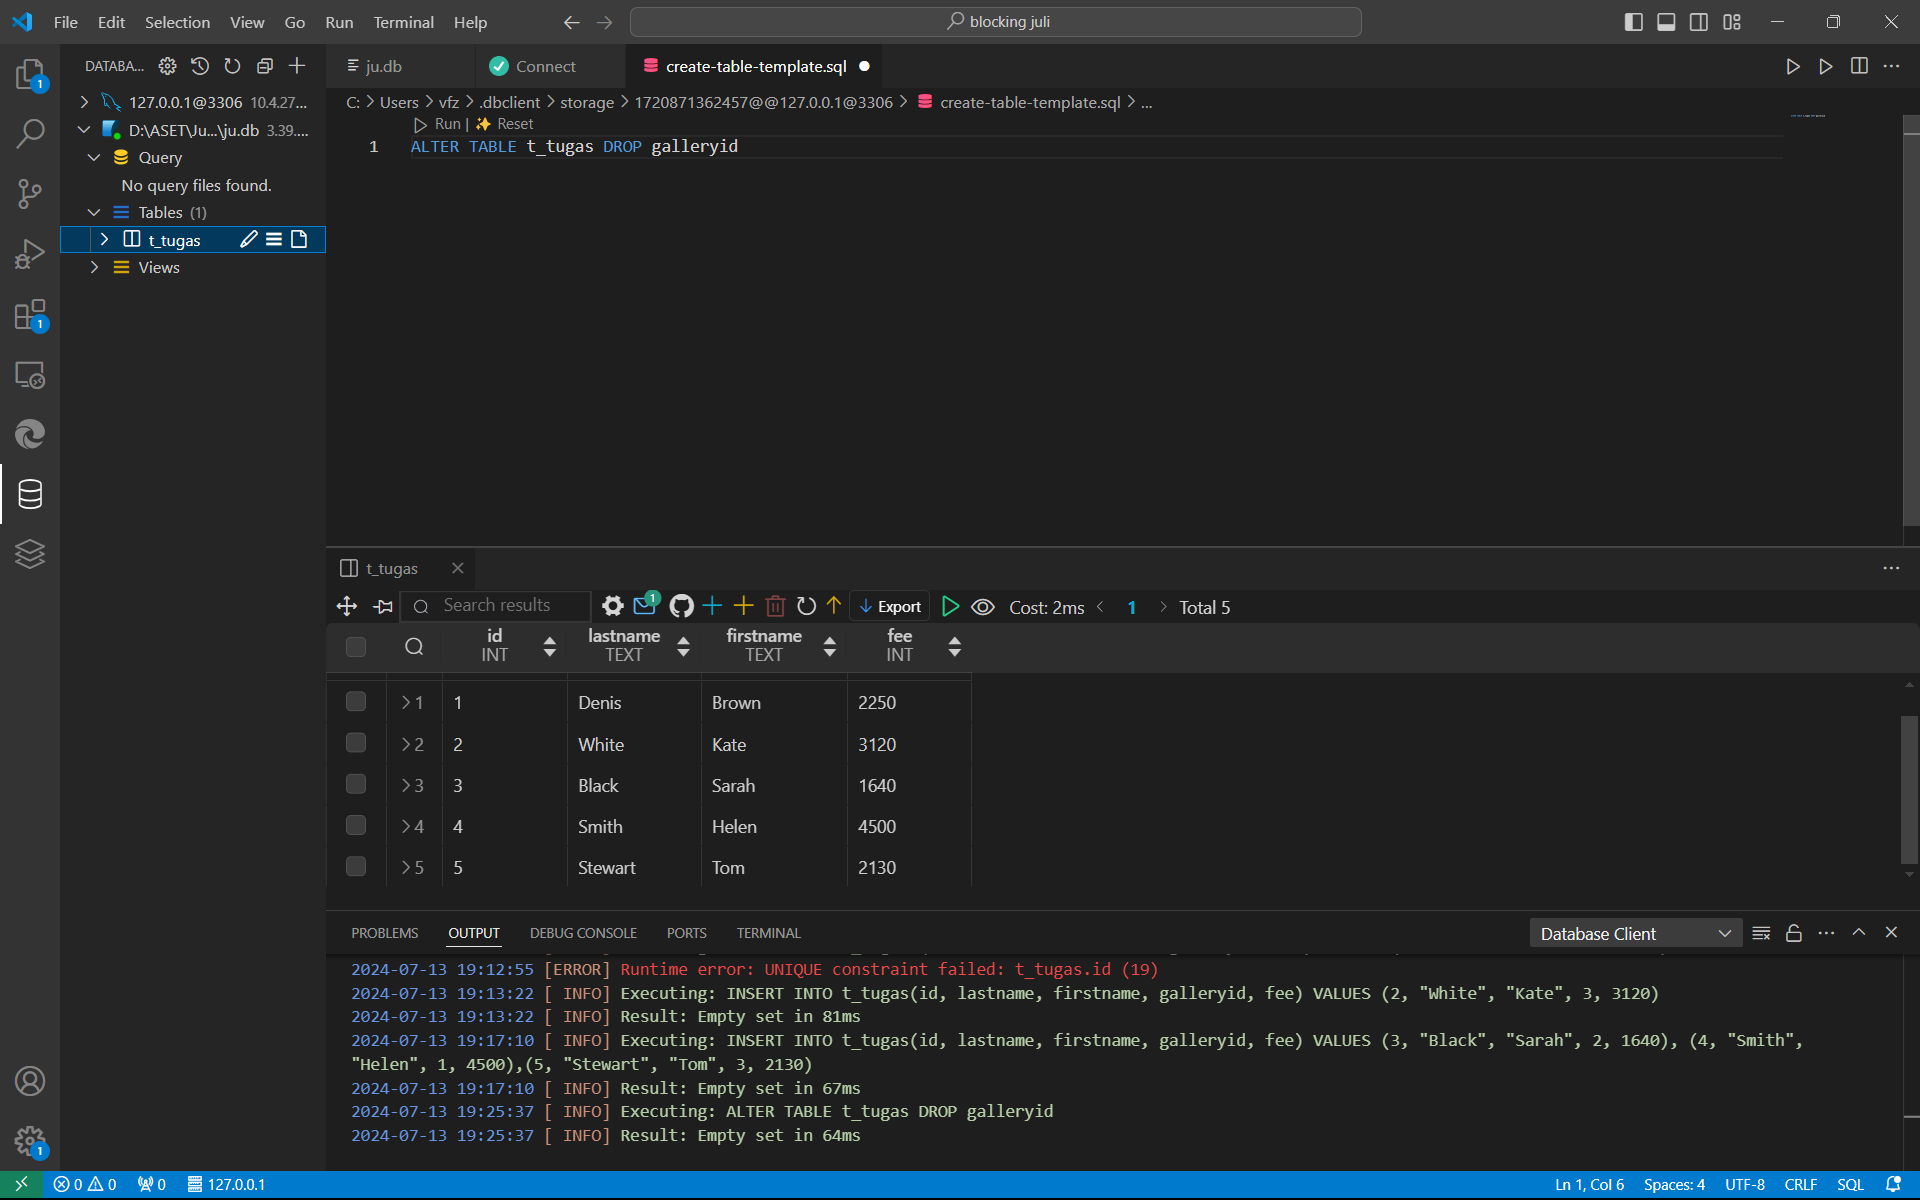 File Edit Selection View Go Run Terminal Help
blocking juli
DATABA...
ju.db
Connect
create-table-template.sql
127.0.0.1@3306 10.4.27...
D:\ASET\Ju...\ju.db 3.39....
Query
No query files found.
Tables (1)
t_tugas
Views
C: > Users > vfz > .dbclient > storage > 1720871362457@@127.0.0.1@3306 > create-table-template.sql > ...
Run | Reset
1 ALTER TABLE t_tugas DROP galleryid
t_tugas
Search results
1
Export
Cost: 2ms < 1 > Total 5
id lastname firstname fee
INT TEXT TEXT INT
1 1 Denis Brown 2250
2 2 White Kate 3120
3 3 Black Sarah 1640
4 4 Smith Helen 4500
5 5 Stewart Tom 2130
PROBLEMS OUTPUT DEBUG CONSOLE PORTS TERMINAL
Database Client
2024-07-13 19:12:55 [ERROR] Runtime error: UNIQUE constraint failed: t_tugas.id (19)
2024-07-13 19:13:22 [ INFO] Executing: INSERT INTO t_tugas(id, lastname, firstname, galleryid, fee) VALUES (2, "White", "Kate", 3, 3120)
2024-07-13 19:13:22 [ INFO] Result: Empty set in 81ms
2024-07-13 19:17:10 [ INFO] Executing: INSERT INTO t_tugas(id, lastname, firstname, galleryid, fee) VALUES (3, "Black", "Sarah", 2, 1640), (4, "Smith",
"Helen", 1, 4500),(5, "Stewart", "Tom", 3, 2130)
2024-07-13 19:17:10 [ INFO] Result: Empty set in 67ms
2024-07-13 19:25:37 [ INFO] Executing: ALTER TABLE t_tugas DROP galleryid
2024-07-13 19:25:37 [ INFO] Result: Empty set in 64ms
1
1
1
0 0 0 127.0.0.1
Ln 1, Col 6 Spaces: 4 UTF-8 CRLF SQL